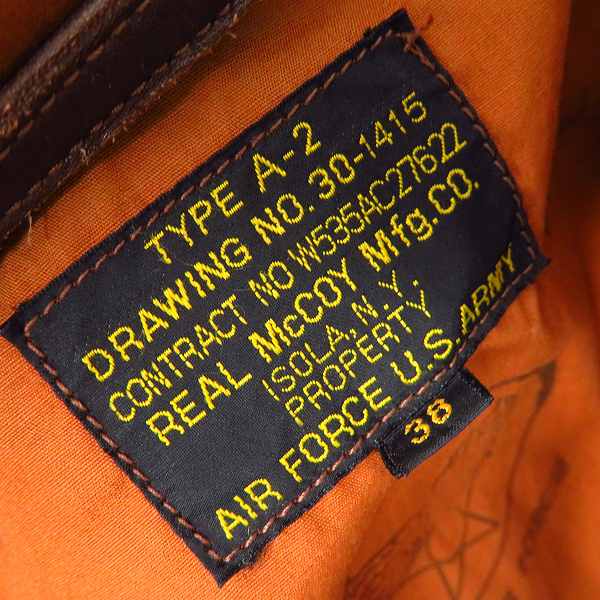 TYPE A-2
DRAWING NO. 30-1415
CONTRACT NO W535AC27622
REAL McCOY Mfg.CO.
ISOLA, N.Y.
PROPERTY
AIR FORCE U.S.ARMY
38